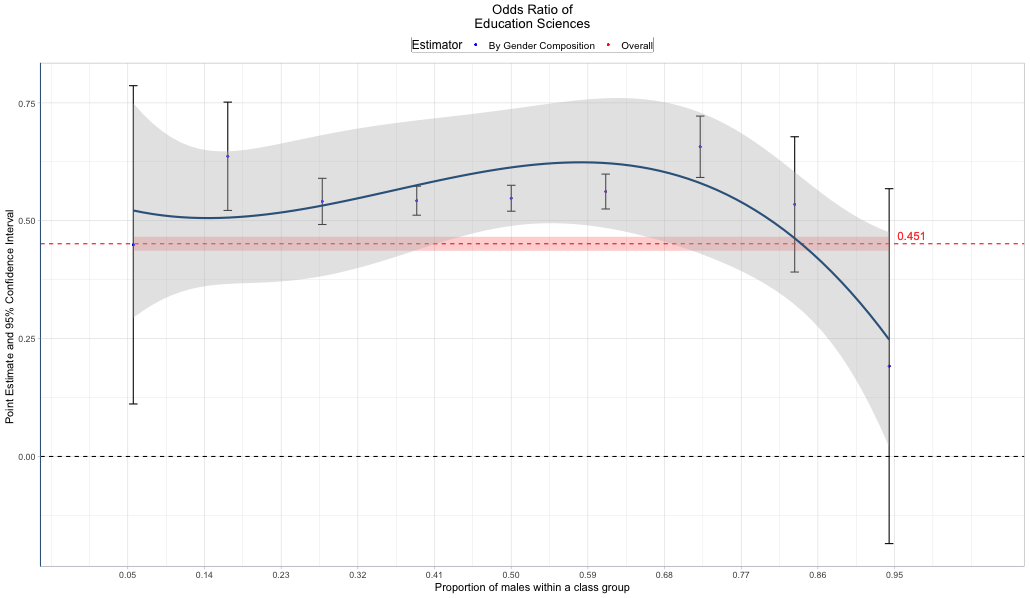 Odds Ratio of
Education Sciences
Estimator By Gender Composition Overall
Point Estimate and 95% Confidence Interval
0.75
0.50
0.25
0.00
0.451
0.05 0.14 0.23 0.32 0.41 0.50 0.59 0.68 0.77 0.86 0.95
Proportion of males within a class group